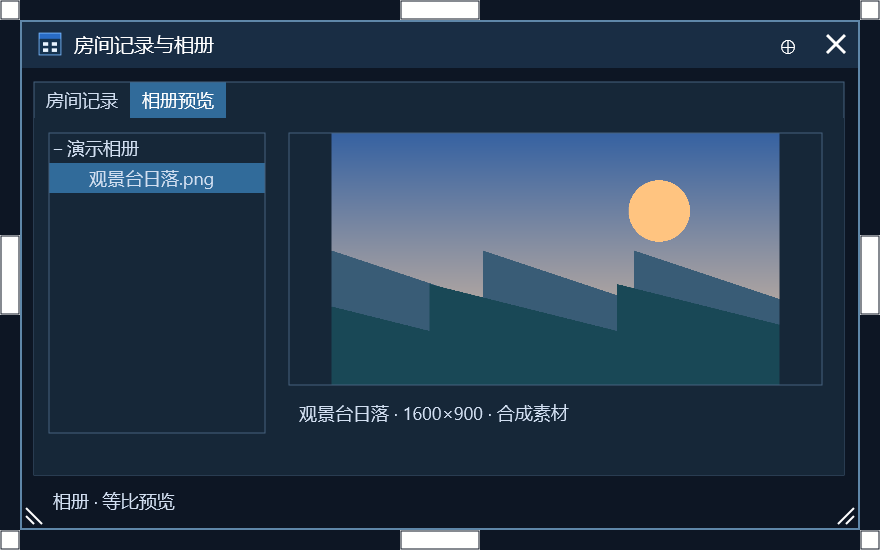 房间记录与相册
房间记录 相册预览
– 演示相册
观景台日落.png
观景台日落 · 1600×900 · 合成素材
相册 · 等比预览